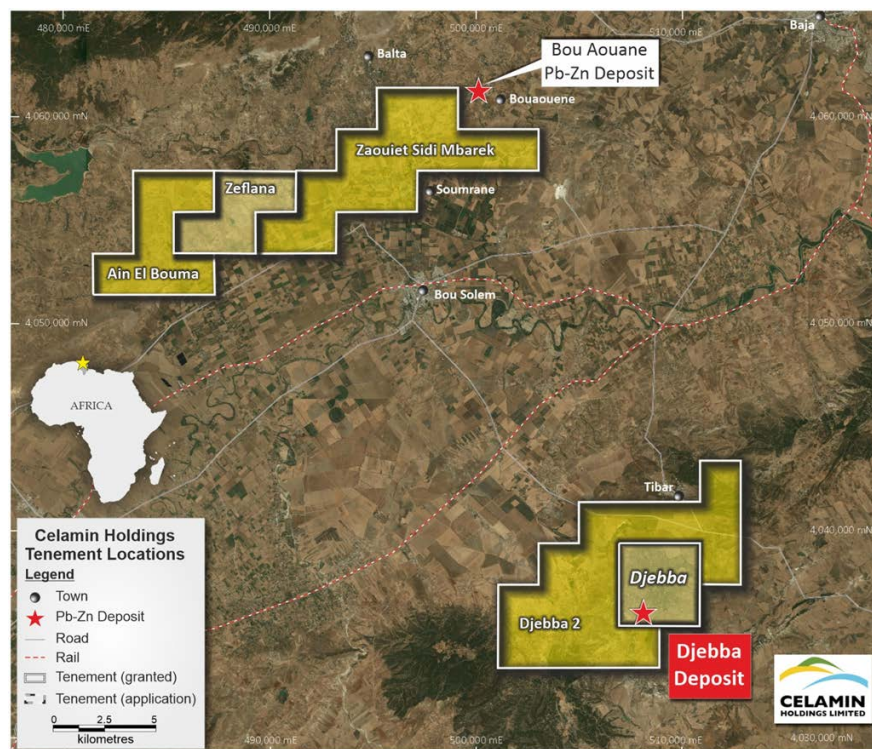 480,000 mE
490,000 mE
500,000 mE
510,000 mE
Baja
Balta
Bou Aouane
Pb-Zn Deposit
Bouaouene
4,060,000 mN
4,060,000 mN
Zaouiet Sidi Mbarek
Zeflana
Soumrane
Ain El Bouma
Bou Solem
4,050,000 mN
4,050,000 mN
AFRICA
Tibar
4,040,000 mN
Djebba
Djebba 2
Djebba
Deposit
Celamin Holdings
Tenement Locations
Legend
Town
Pb-Zn Deposit
Road
Rail
Tenement (granted)
Tenement (application)
0 2.5 5
kilometres
CELAMIN
HOLDINGS LIMITED
490,000 mE
500,000 mE
510,000 mE
4,030,000 mN